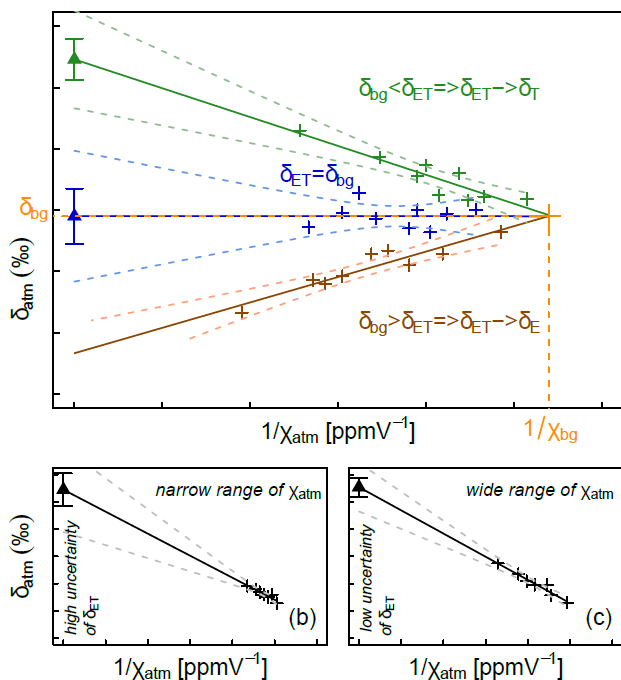 δbg<δET=>δET−>δT
δET=δbg
δbg
δatm (‰)
δbg>δET=>δET−>δE
1/χatm [ppmV⁻¹]
1/χbg
narrow range of χatm
wide range of χatm
δatm (‰)
high uncertainty
of δET
(b)
low uncertainty
of δET
(c)
1/χatm [ppmV⁻¹]
1/χatm [ppmV⁻¹]